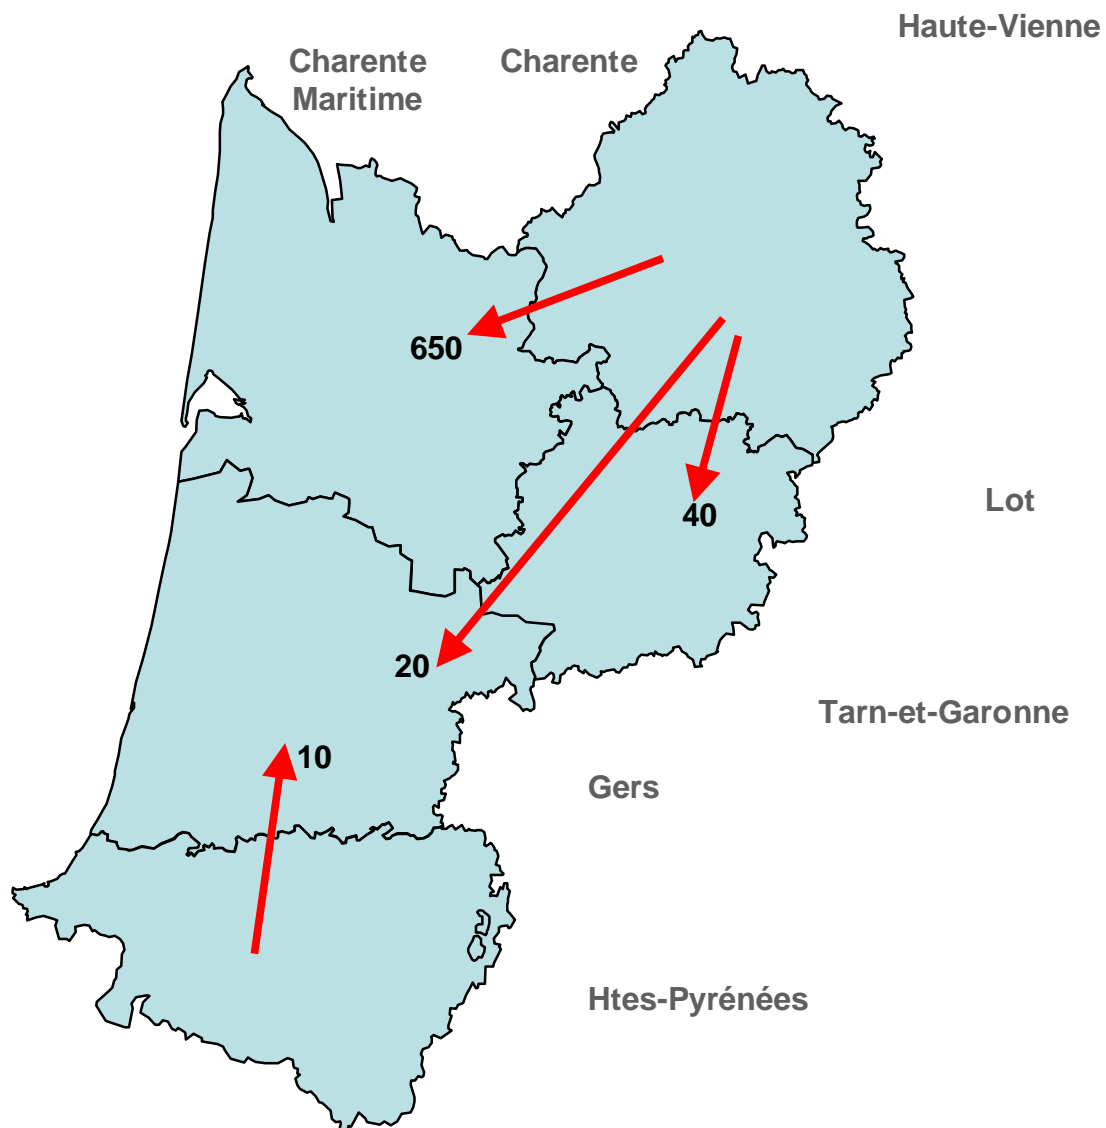 Haute-Vienne
Charente
Maritime
Charente
650
40
Lot
20
Tarn-et-Garonne
10
Gers
Htes-Pyrénées